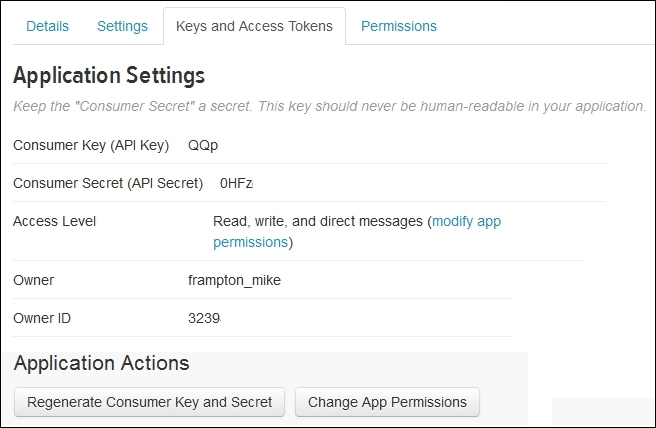 Details Settings Keys and Access Tokens Permissions
Application Settings
Keep the "Consumer Secret" a secret. This key should never be human-readable in your application.
Consumer Key (API Key) QQp
Consumer Secret (API Secret) 0HFz
Access Level Read, write, and direct messages (modify app
permissions)
Owner frampton_mike
Owner ID 3239
Application Actions
Regenerate Consumer Key and Secret Change App Permissions